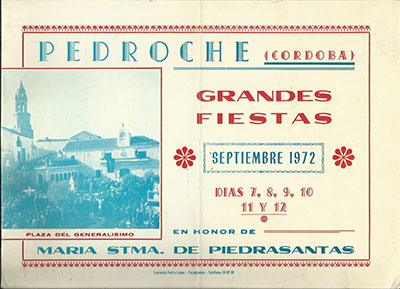 PEDROCHE (CORDOBA)
GRANDES
FIESTAS
SEPTIEMBRE 1972
DIAS 7, 8, 9, 10
11 Y 12
PLAZA DEL GENERALISIMO
EN HONOR DE
MARIA STMA. DE PIEDRASANTAS